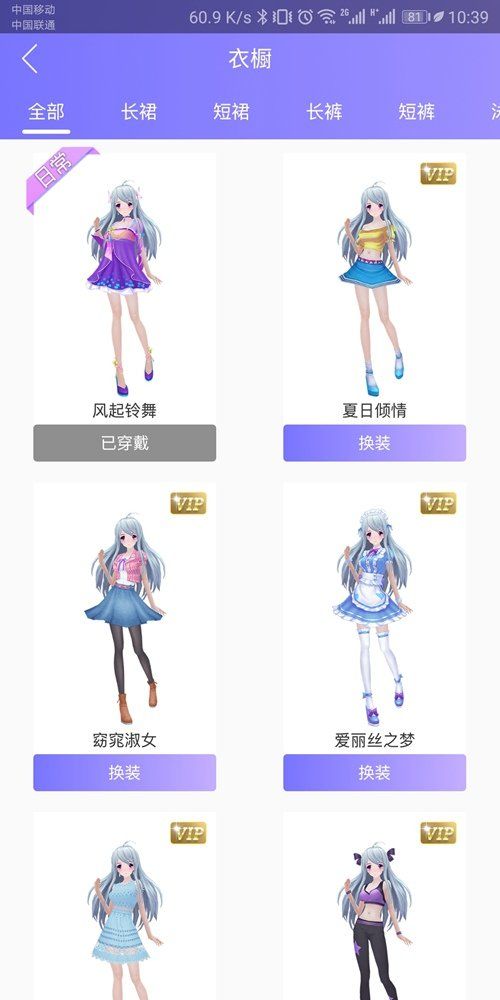 中国移动
中国联通
60.9 K/s 2G H+ 81 10:39
衣橱
全部 长裙 短裙 长裤 短裤
日常
VIP
风起铃舞 夏日倾情
已穿戴 换装
VIP VIP
窈窕淑女 爱丽丝之梦
换装 换装
VIP VIP